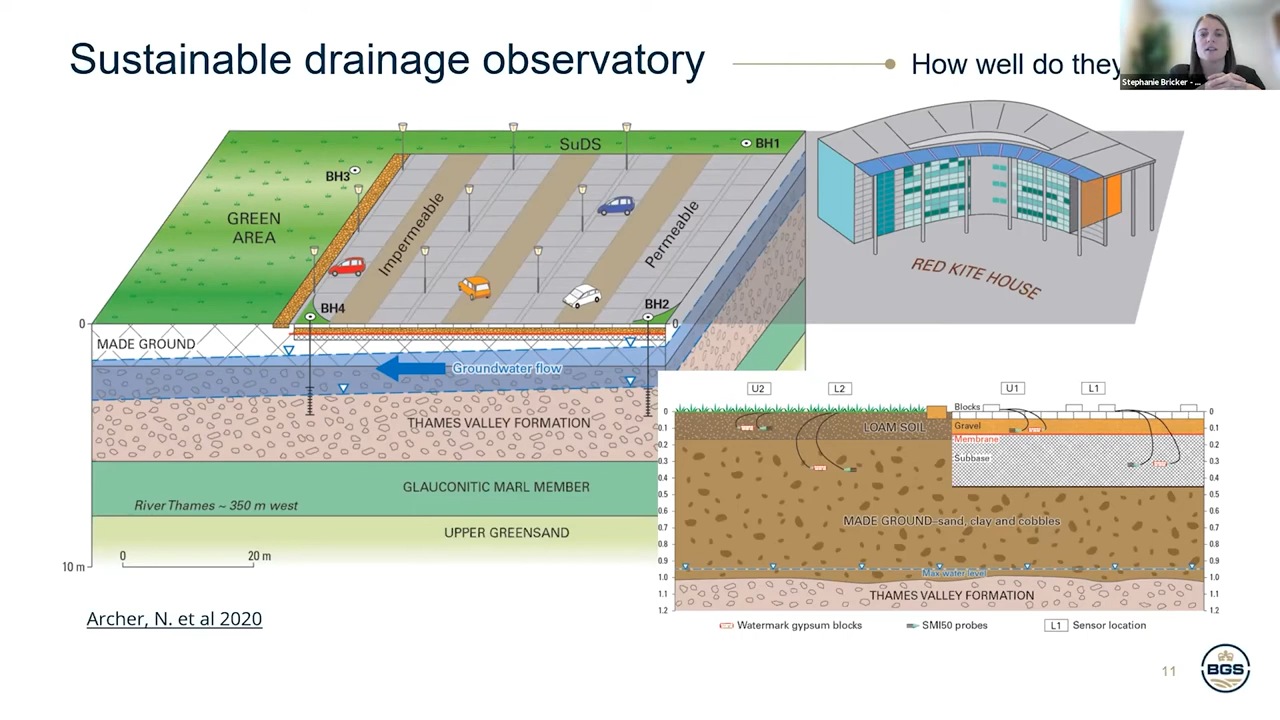 Sustainable drainage observatory
How well do they
Stephanie Bricker - ...
SuDS
BH1
BH3
GREEN
AREA
Impermeable
Permeable
RED KITE HOUSE
BH4
BH2
0
0
MADE GROUND
Groundwater flow
THAMES VALLEY FORMATION
GLAUCONITIC MARL MEMBER
River Thames ~ 350 m west
UPPER GREENSAND
0
20 m
10 m
U2
L2
U1
L1
Blocks
0
0
0.1
LOAM SOIL
Gravel
0.1
0.2
Membrane
0.2
0.3
Subbase
0.3
0.4
0.4
0.5
0.5
0.6
MADE GROUND–sand, clay and cobbles
0.6
0.7
0.7
0.8
0.8
0.9
0.9
1.0
Max water level
1.0
1.1
THAMES VALLEY FORMATION
1.1
1.2
1.2
Watermark gypsum blocks
SMI50 probes
L1
Sensor location
Archer, N. et al 2020
11
BGS